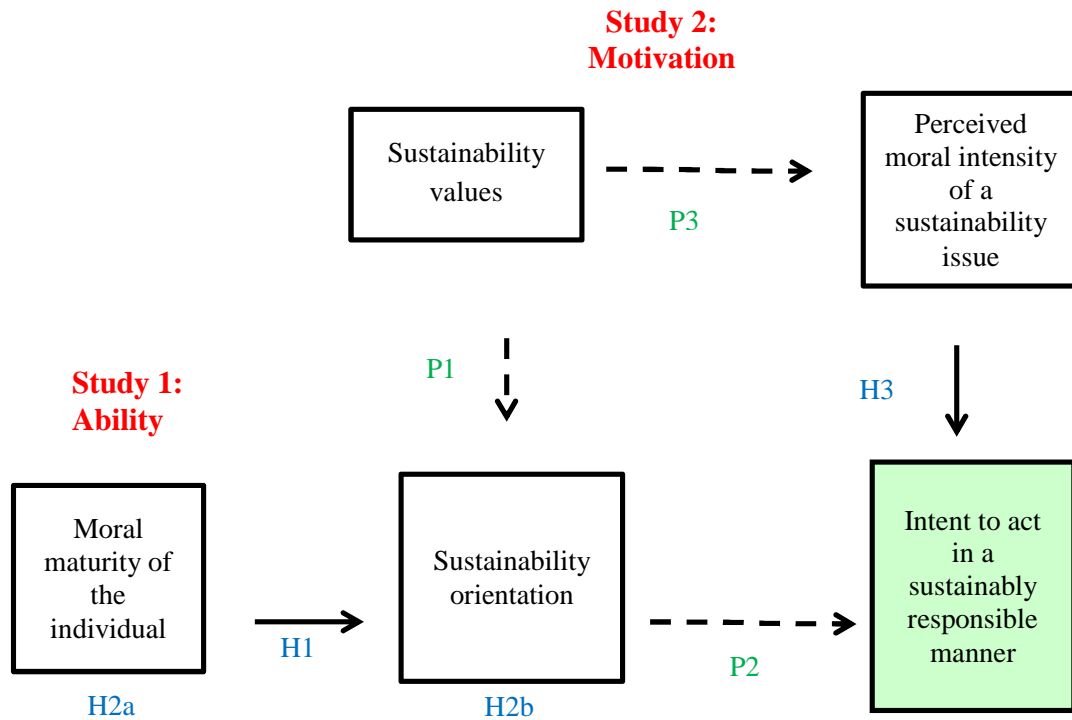 Study 2:
Motivation
Sustainability
values
P3
Perceived
moral intensity
of a
sustainability
issue
P1
H3
Study 1:
Ability
Moral
maturity of
the
individual
H2a
H1
Sustainability
orientation
H2b
P2
Intent to act
in a
sustainably
responsible
manner